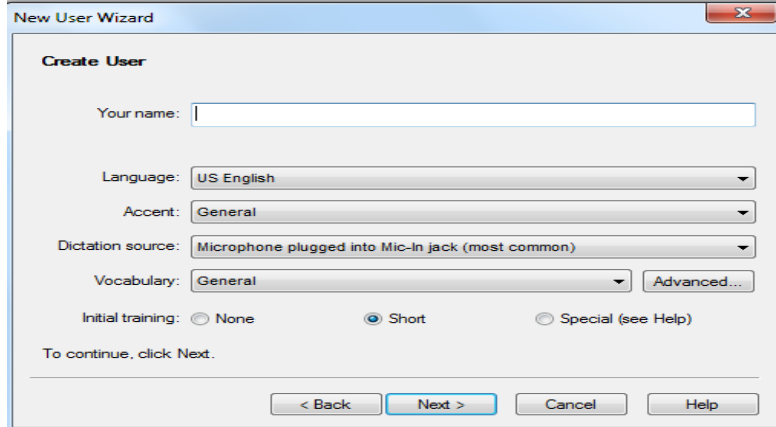 New User Wizard
Create User
Your name:
Language: US English
Accent: General
Dictation source: Microphone plugged into Mic-In jack (most common)
Vocabulary: General Advanced...
Initial training: None Short Special (see Help)
To continue, click Next.
< Back Next > Cancel Help